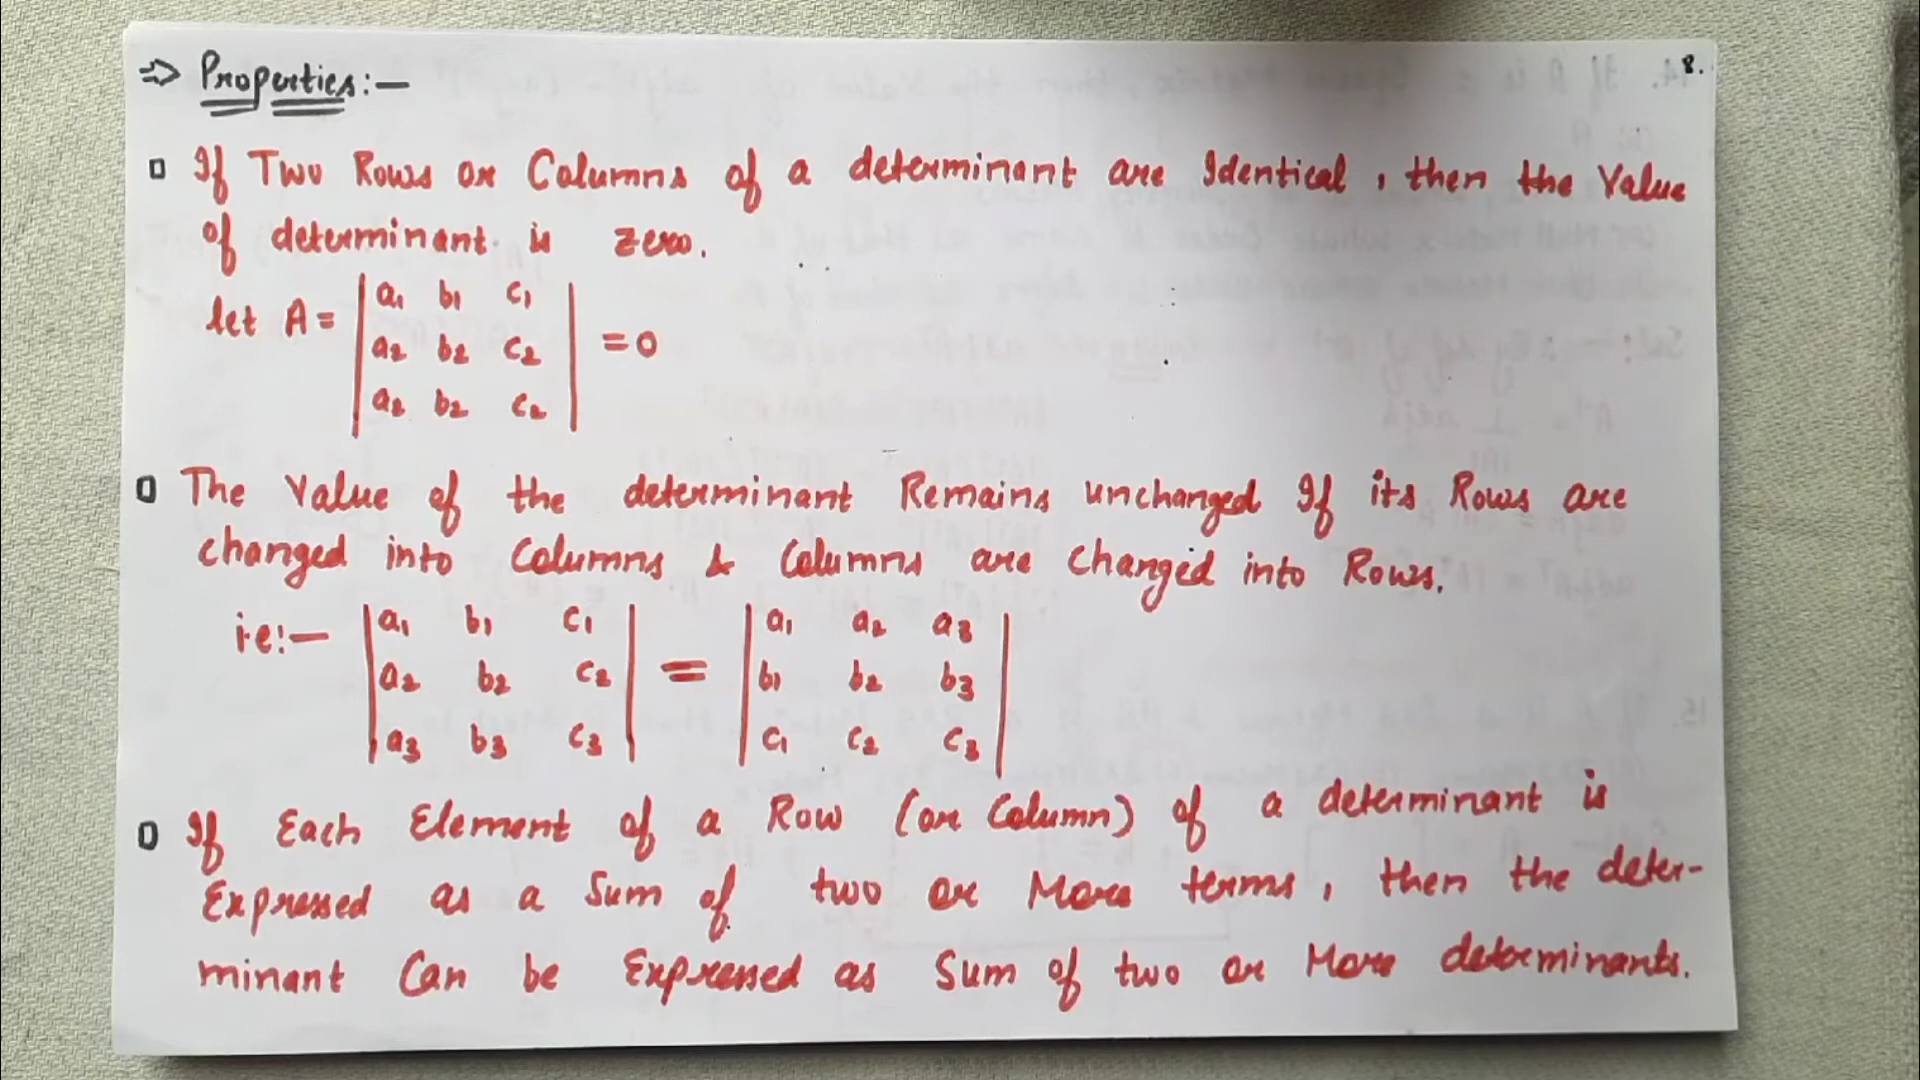 8.
⇒ Properties:-
▫ If Two Rows or Columns of a determinant are Identical, then the Value
of determinant is zero.
let A = | a₁ b₁ c₁ |
| a₂ b₂ c₂ | = 0
| a₂ b₂ c₂ |
▫ The Value of the determinant Remains unchanged If its Rows are
changed into Columns & Columns are changed into Rows.
i.e:- | a₁ b₁ c₁ | | a₁ a₂ a₃ |
| a₂ b₂ c₂ | = | b₁ b₂ b₃ |
| a₃ b₃ c₃ | | c₁ c₂ c₃ |
▫ If Each Element of a Row (or Column) of a determinant is
Expressed as a Sum of two or More terms, then the deter-
minant Can be Expressed as Sum of two or More determinants.